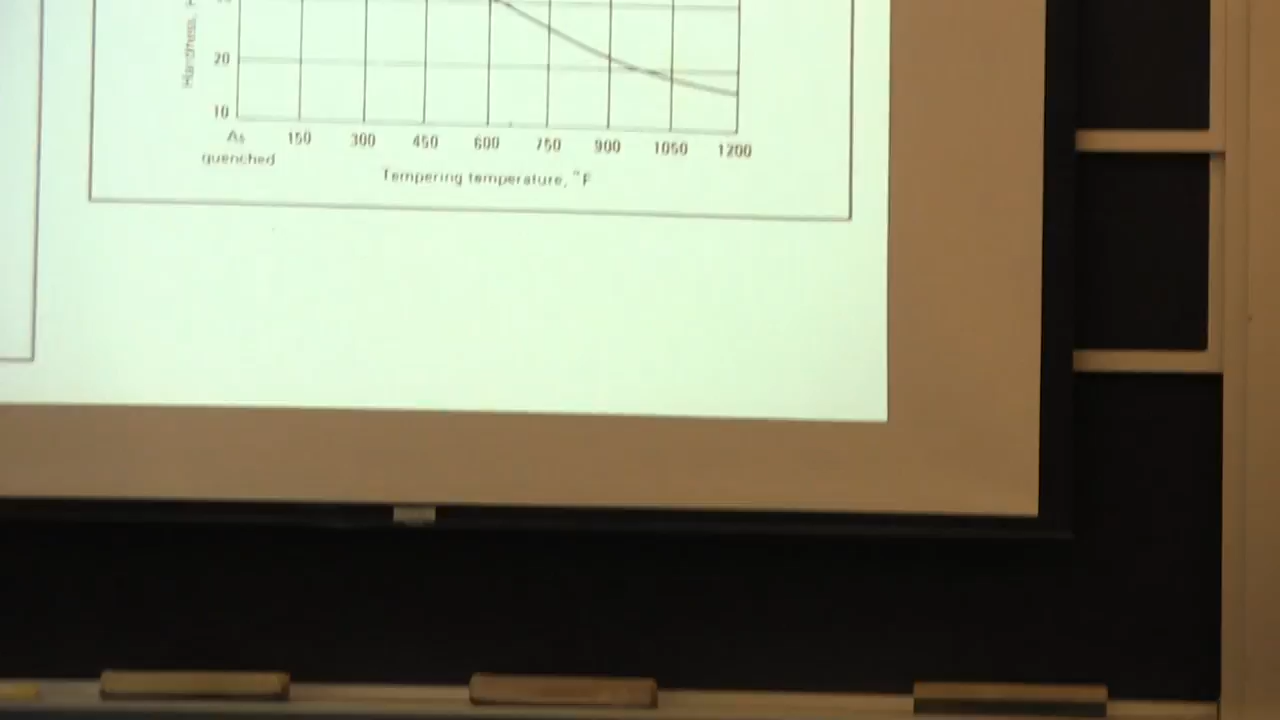 Hardness,
20
10
As quenched 150 300 450 600 750 900 1050 1200
Tempering temperature, °F